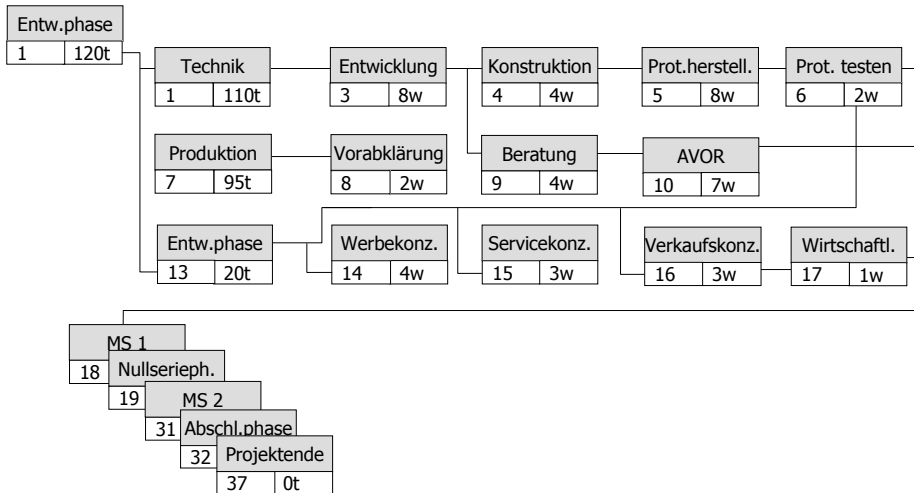 Entw.phase
1 120t
Technik Entwicklung Konstruktion Prot.herstell. Prot. testen
1 110t 3 8w 4 4w 5 8w 6 2w
Produktion Vorabklärung Beratung AVOR
7 95t 8 2w 9 4w 10 7w
Entw.phase Werbekonz. Servicekonz. Verkaufskonz. Wirtschaftl.
13 20t 14 4w 15 3w 16 3w 17 1w
MS 1
18 Nullserieph.
19 MS 2
31 Abschl.phase
32 Projektende
37 0t